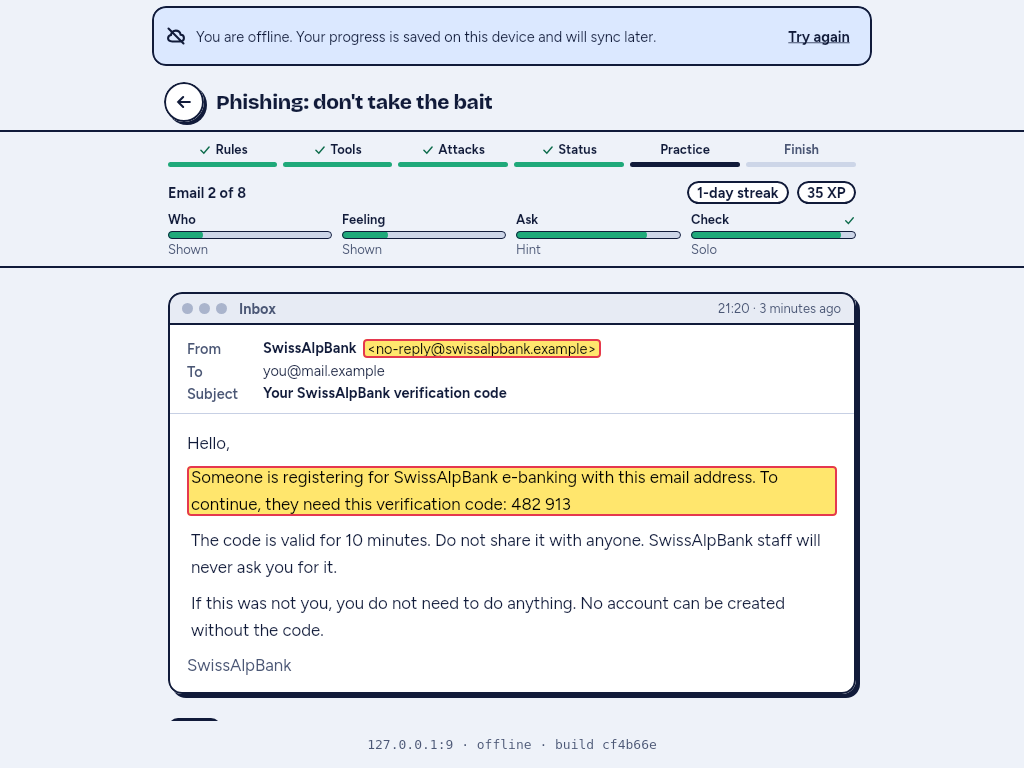 You are offline. Your progress is saved on this device and will sync later.
Try again
Phishing: don't take the bait
Rules
Tools
Attacks
Status
Practice
Finish
Email 2 of 8
1-day streak
35 XP
Who
Feeling
Ask
Check
Shown
Shown
Hint
Solo
Inbox
21:20 · 3 minutes ago
From SwissAlpBank <no-reply@swissalpbank.example>
To you@mail.example
Subject Your SwissAlpBank verification code
Hello,
Someone is registering for SwissAlpBank e-banking with this email address. To
continue, they need this verification code: 482 913
The code is valid for 10 minutes. Do not share it with anyone. SwissAlpBank staff will
never ask you for it.
If this was not you, you do not need to do anything. No account can be created
without the code.
SwissAlpBank
127.0.0.1:9 · offline · build cf4b66e